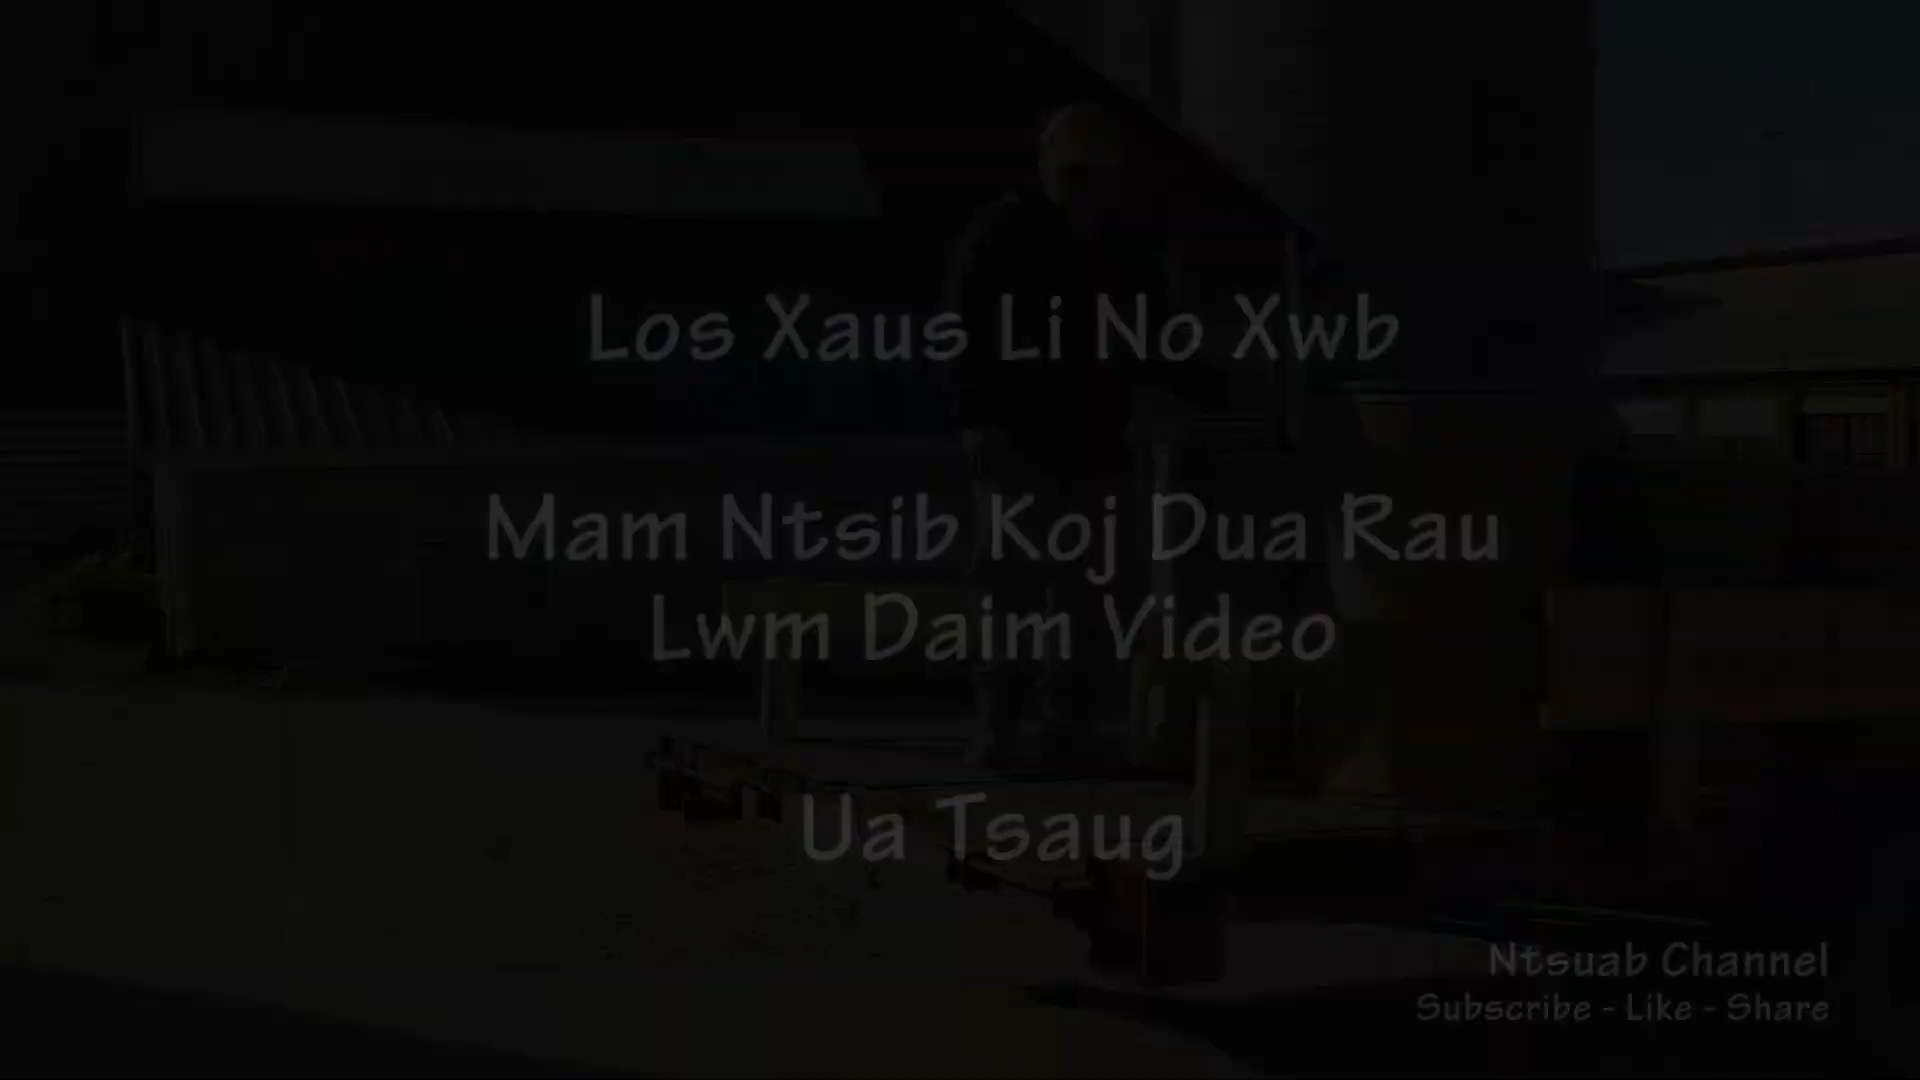 Los Xaus Li No Xwb
Mam Ntsib Koj Dua Rau
Lwm Daim Video
Ua Tsaug
Ntsuab Channel
Subscribe - Like - Share